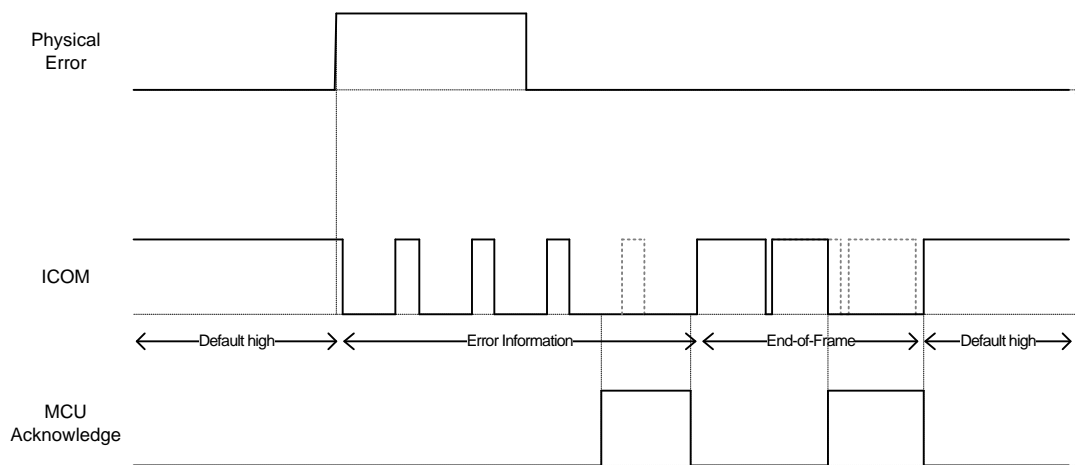 Physical
Error
ICOM
Default high
Error Information
End-of-Frame
Default high
MCU
Acknowledge